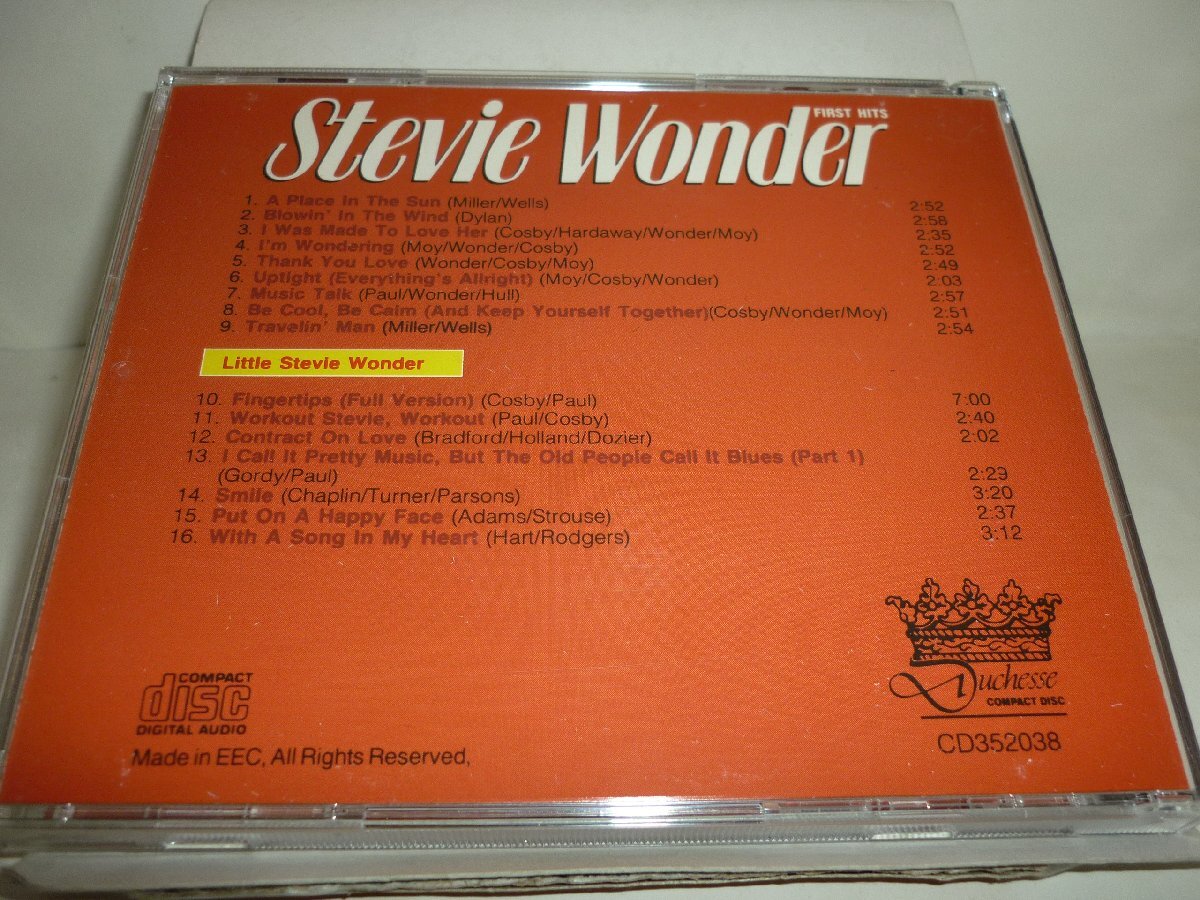 Stevie Wonder FIRST HITS
1. A Place In The Sun (Miller/Wells) 2:52
2. Blowin' In The Wind (Dylan) 2:58
3. I Was Made To Love Her (Cosby/Hardaway/Wonder/Moy) 2:35
4. I'm Wondering (Moy/Wonder/Cosby) 2:52
5. Thank You Love (Wonder/Cosby/Moy) 2:49
6. Uptight (Everything's Allright) (Moy/Cosby/Wonder) 2:03
7. Music Talk (Paul/Wonder/Hull) 2:57
8. Be Cool, Be Calm (And Keep Yourself Together)(Cosby/Wonder/Moy) 2:51
9. Travelin' Man (Miller/Wells) 2:54
Little Stevie Wonder
10. Fingertips (Full Version) (Cosby/Paul) 7:00
11. Workout Stevie, Workout (Paul/Cosby) 2:40
12. Contract On Love (Bradford/Holland/Dozier) 2:02
13. I Call It Pretty Music, But The Old People Call It Blues (Part 1)
(Gordy/Paul) 2:29
14. Smile (Chaplin/Turner/Parsons) 3:20
15. Put On A Happy Face (Adams/Strouse) 2:37
16. With A Song In My Heart (Hart/Rodgers) 3:12
COMPACT
disc
DIGITAL AUDIO
Made in EEC, All Rights Reserved,
Duchesse
COMPACT DISC
CD352038